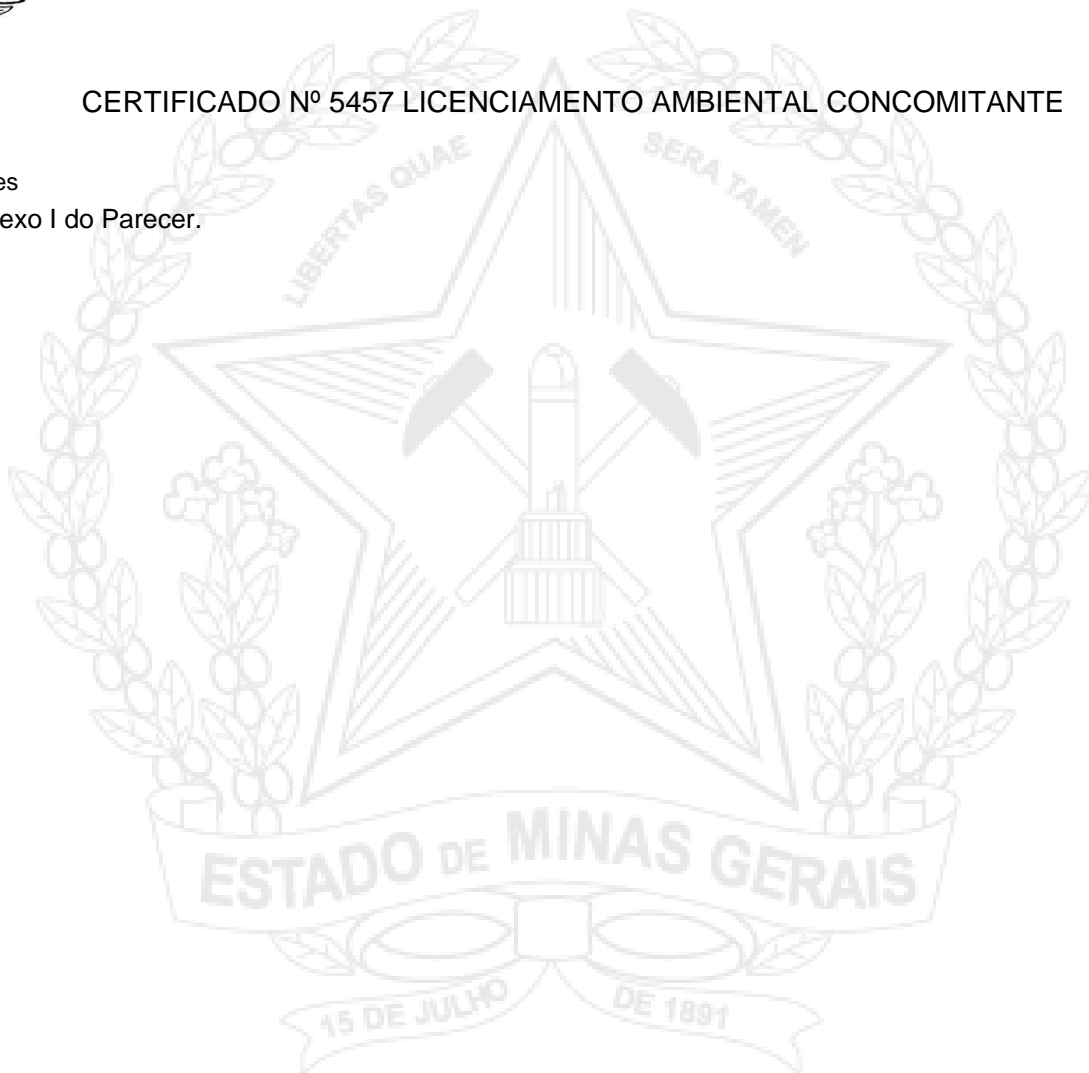 CERTIFICADO Nº 5457 LICENCIAMENTO AMBIENTAL CONCOMITANTE
es
exo I do Parecer.
LIBERTAS QUAE SERA TAMEN
ESTADO DE MINAS GERAIS
15 DE JULHO DE 1891